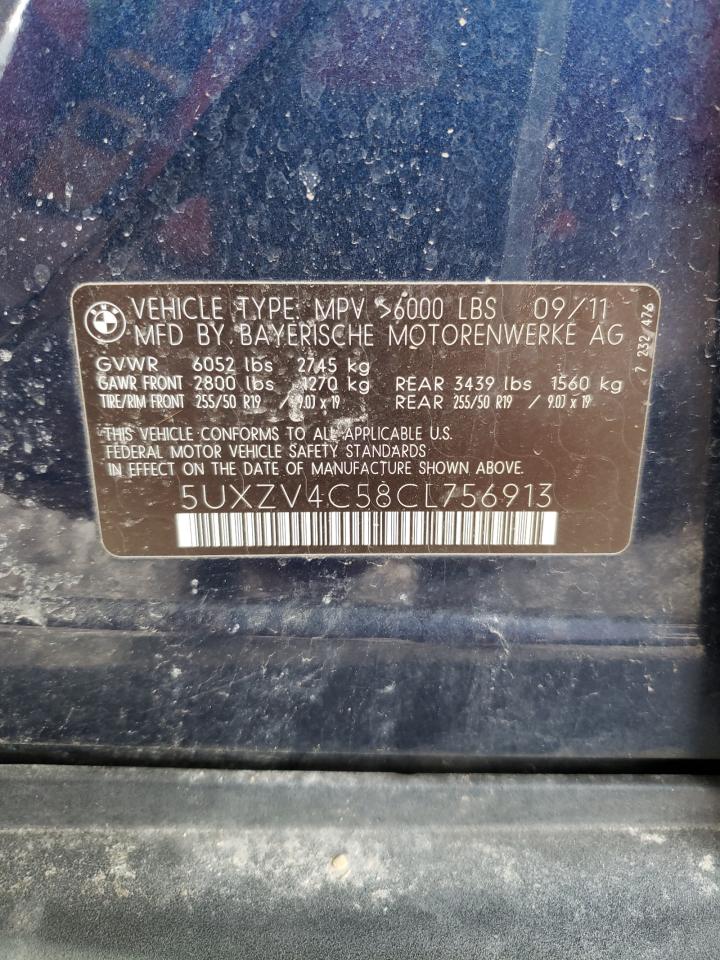 VEHICLE TYPE: MPV >6000 LBS 09/11
MFD BY BAYERISCHE MOTORENWERKE AG
GVWR 6052 lbs 2745 kg
GAWR FRONT 2800 lbs 1270 kg REAR 3439 lbs 1560 kg
TIRE/RIM FRONT 255/50 R19 / 9.0J x 19 REAR 255/50 R19 / 9.0J x 19
THIS VEHICLE CONFORMS TO ALL APPLICABLE U.S.
FEDERAL MOTOR VEHICLE SAFETY STANDARDS
IN EFFECT ON THE DATE OF MANUFACTURE SHOWN ABOVE.
5UXZV4C58CL756913
7 232 476